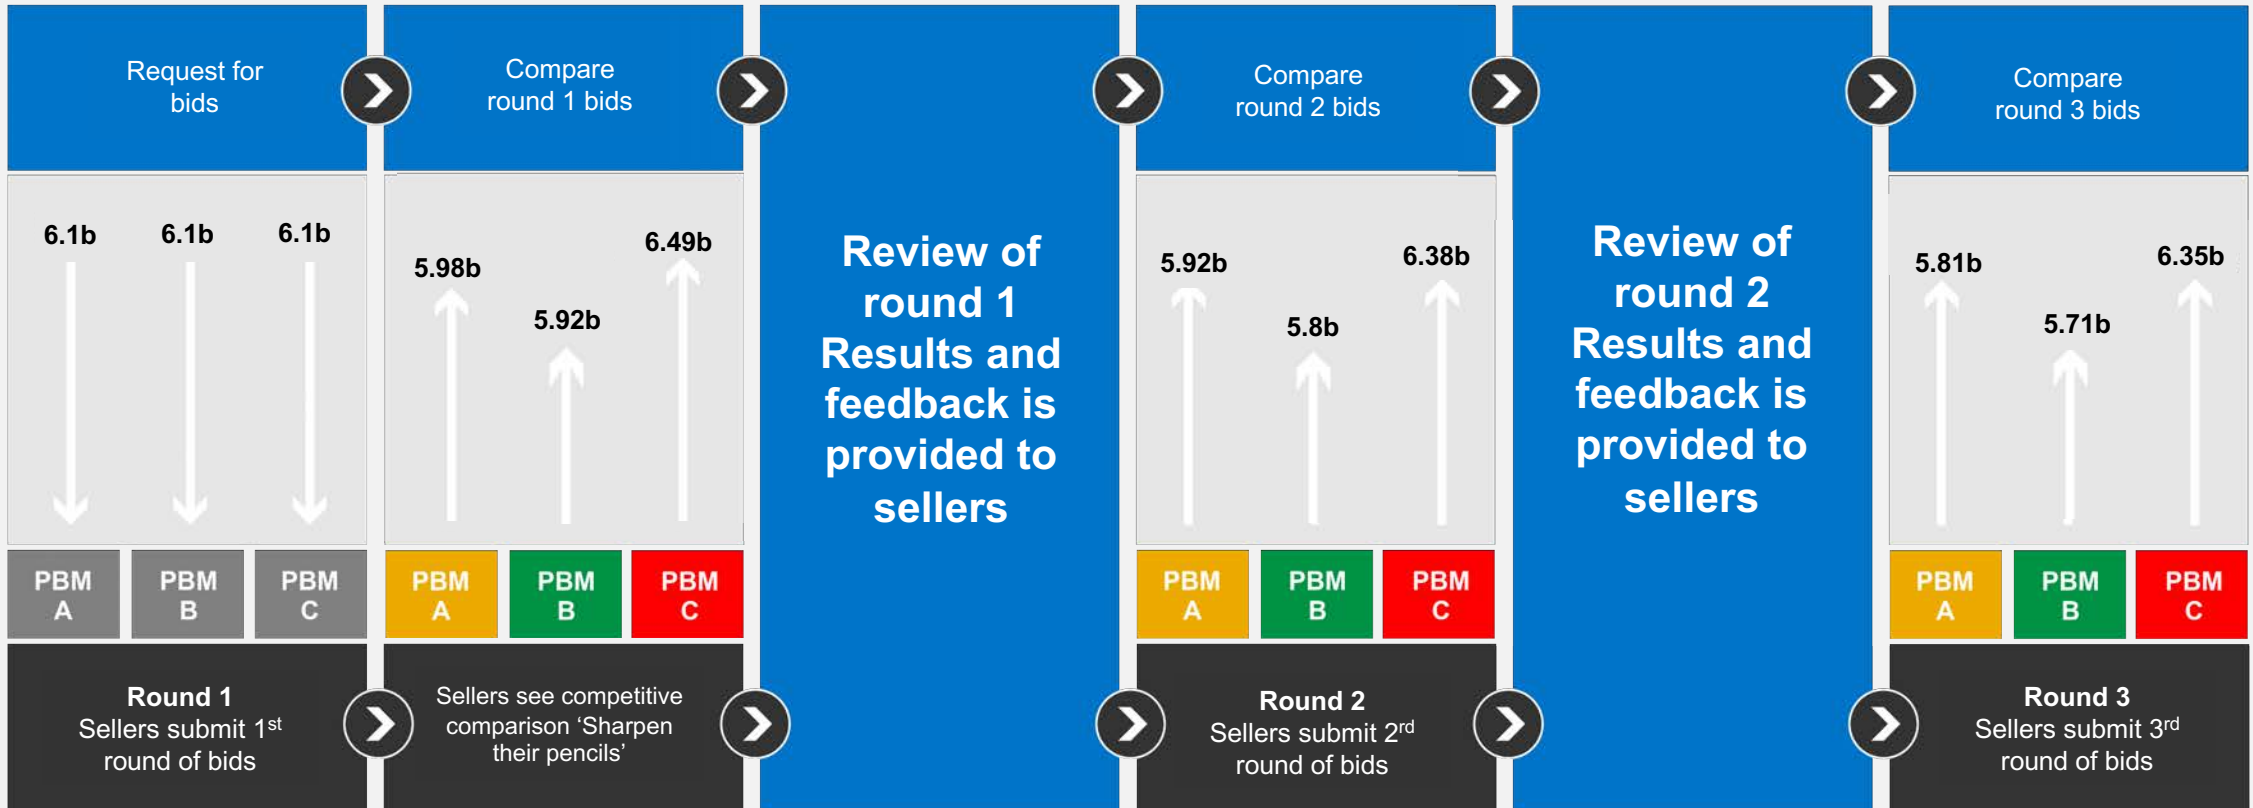 Request for
bids
Compare
round 1 bids
Compare
round 2 bids
Compare
round 3 bids
6.1b
6.1b
6.1b
5.98b
5.92b
6.49b
Review of
round 1
Results and
feedback is
provided to
sellers
5.92b
5.8b
6.38b
Review of
round 2
Results and
feedback is
provided to
sellers
5.81b
5.71b
6.35b
PBM
A
PBM
B
PBM
C
PBM
A
PBM
B
PBM
C
PBM
A
PBM
B
PBM
C
PBM
A
PBM
B
PBM
C
Round 1
Sellers submit 1st
round of bids
Sellers see competitive
comparison ‘Sharpen
their pencils’
Round 2
Sellers submit 2rd
round of bids
Round 3
Sellers submit 3rd
round of bids